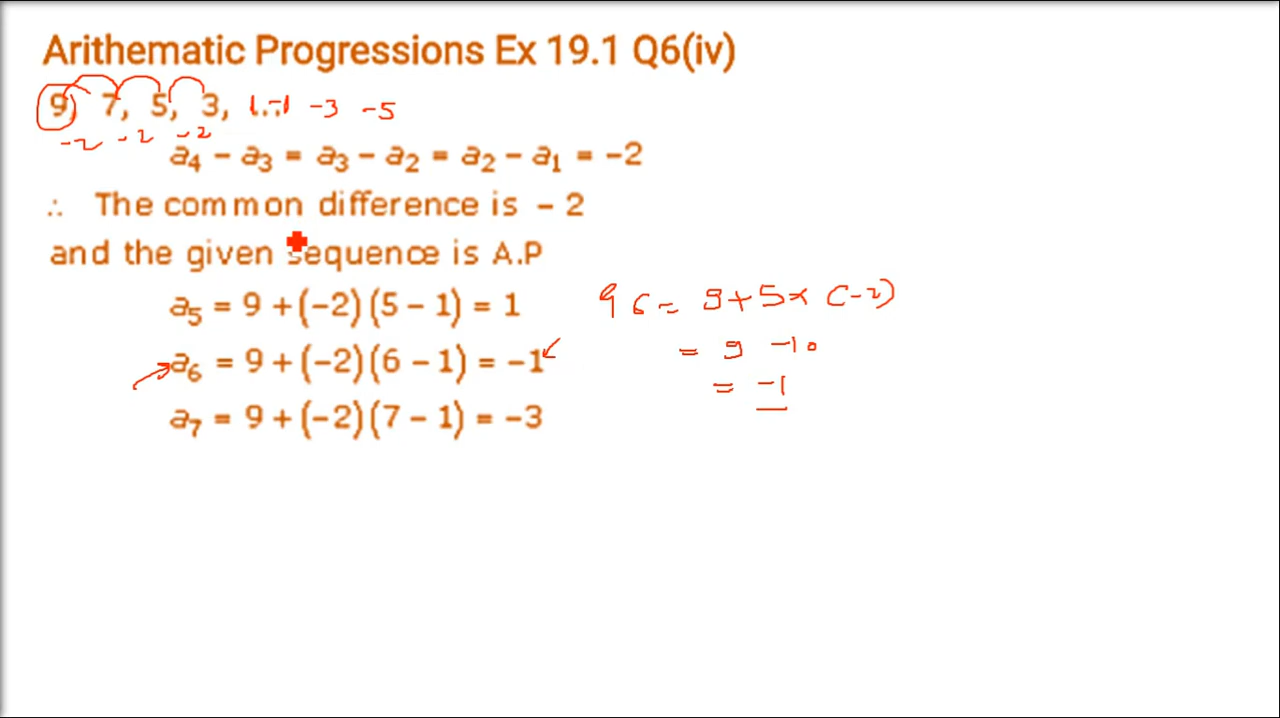 Arithematic Progressions Ex 19.1 Q6(iv)
9, 7, 5, 3, 1, -1 -3 -5
-2 -2 -2
a₄ - a₃ = a₃ - a₂ = a₂ - a₁ = -2
∴ The common difference is - 2
and the given sequence is A.P
a₅ = 9 + (-2)(5 - 1) = 1
a₆ = 9 + (-2)(6 - 1) = -1
a₇ = 9 + (-2)(7 - 1) = -3
a6 = 9+5×(-2)
= 9 -10
= -1